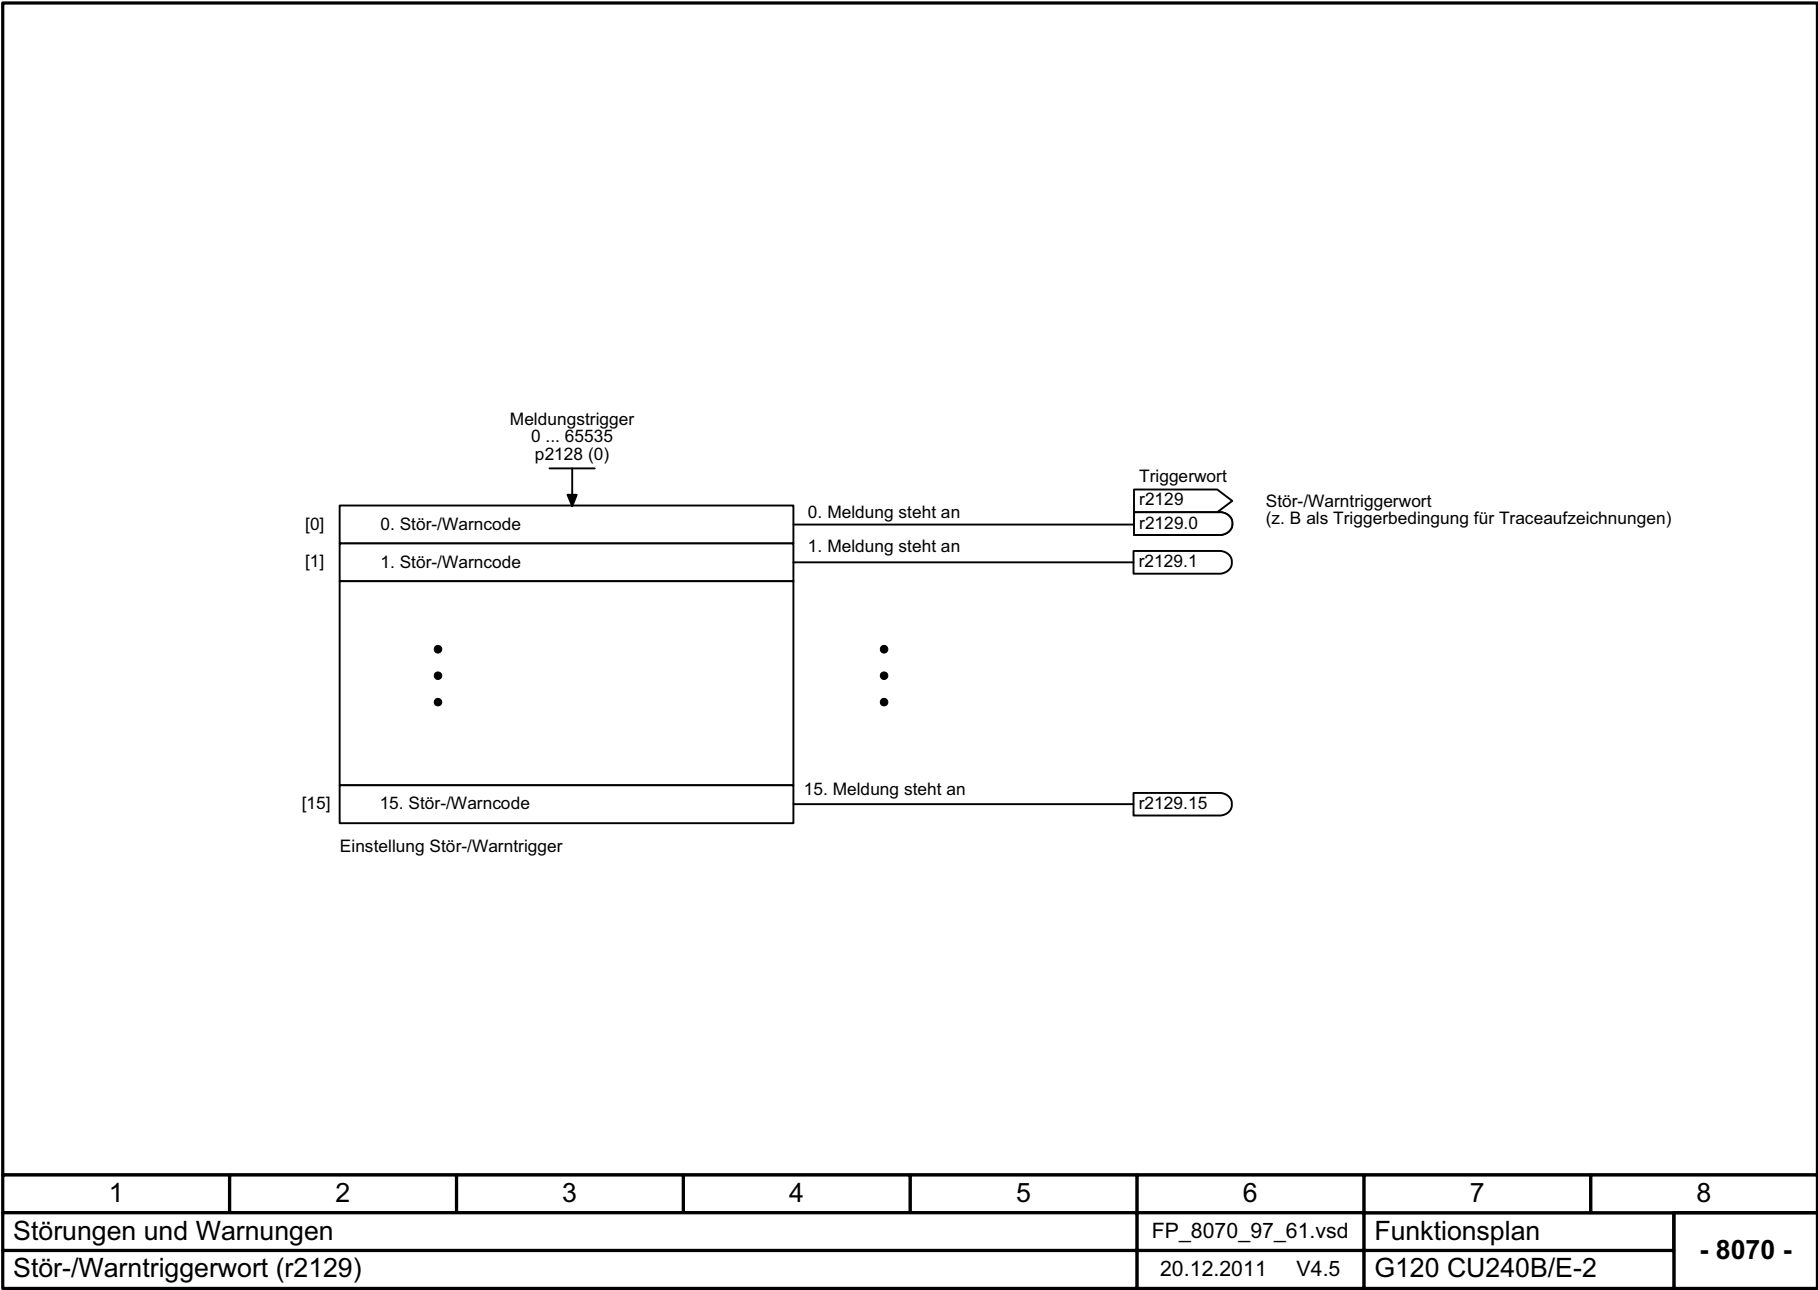 Meldungstrigger
0 ... 65535
p2128 (0)
Triggerwort
r2129
Stör-/Warntriggerwort
[0]
0. Stör-/Warncode
0. Meldung steht an
r2129.0
(z. B als Triggerbedingung für Traceaufzeichnungen)
[1]
1. Stör-/Warncode
1. Meldung steht an
r2129.1
[15]
15. Stör-/Warncode
15. Meldung steht an
r2129.15
Einstellung Stör-/Warntrigger
1 2 3 4 5 6 7 8
Störungen und Warnungen
FP_8070_97_61.vsd
Funktionsplan
- 8070 -
Stör-/Warntriggerwort (r2129)
20.12.2011 V4.5
G120 CU240B/E-2